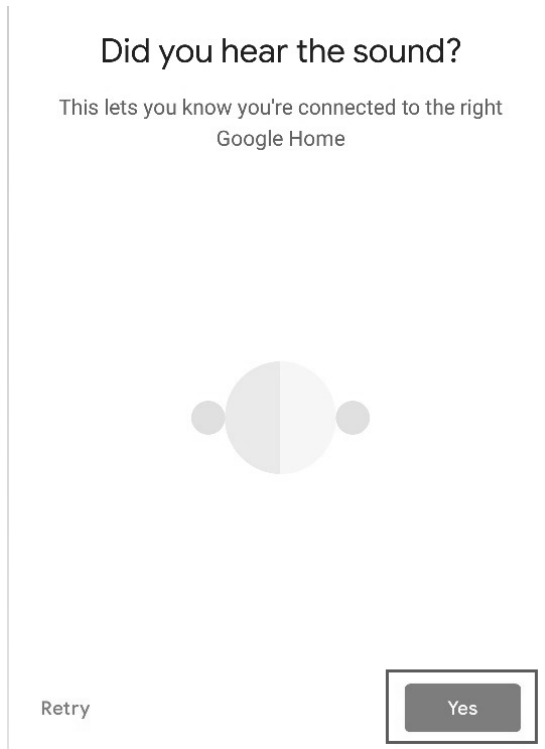 Did you hear the sound?
This lets you know you're connected to the right
Google Home
Retry
Yes